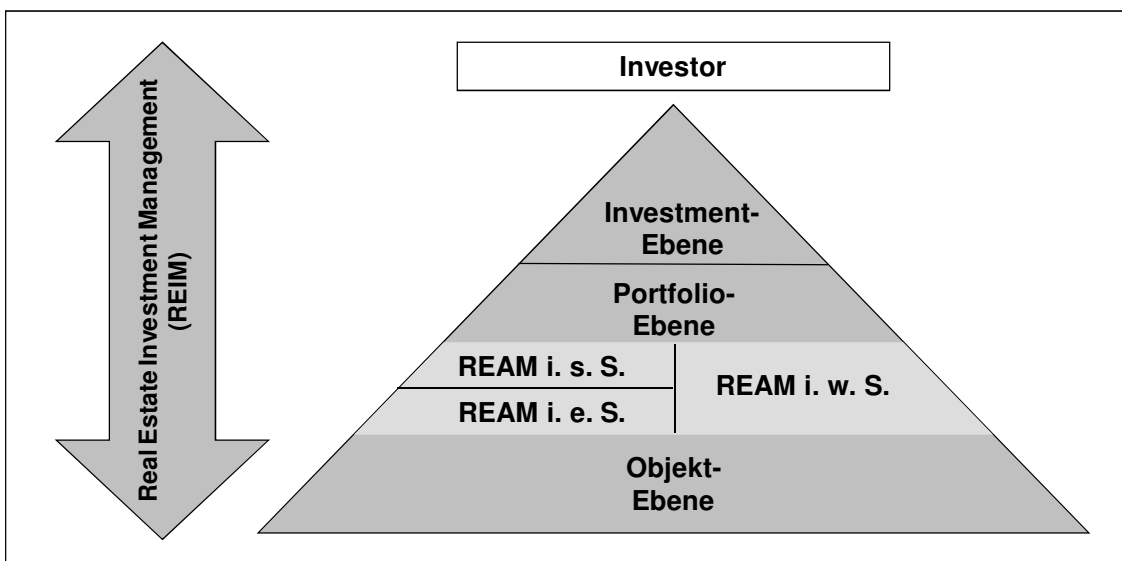 Real Estate Investment Management
(REIM)
Investor
Investment-
Ebene
Portfolio-
Ebene
REAM i. s. S.
REAM i. e. S.
REAM i. w. S.
Objekt-
Ebene